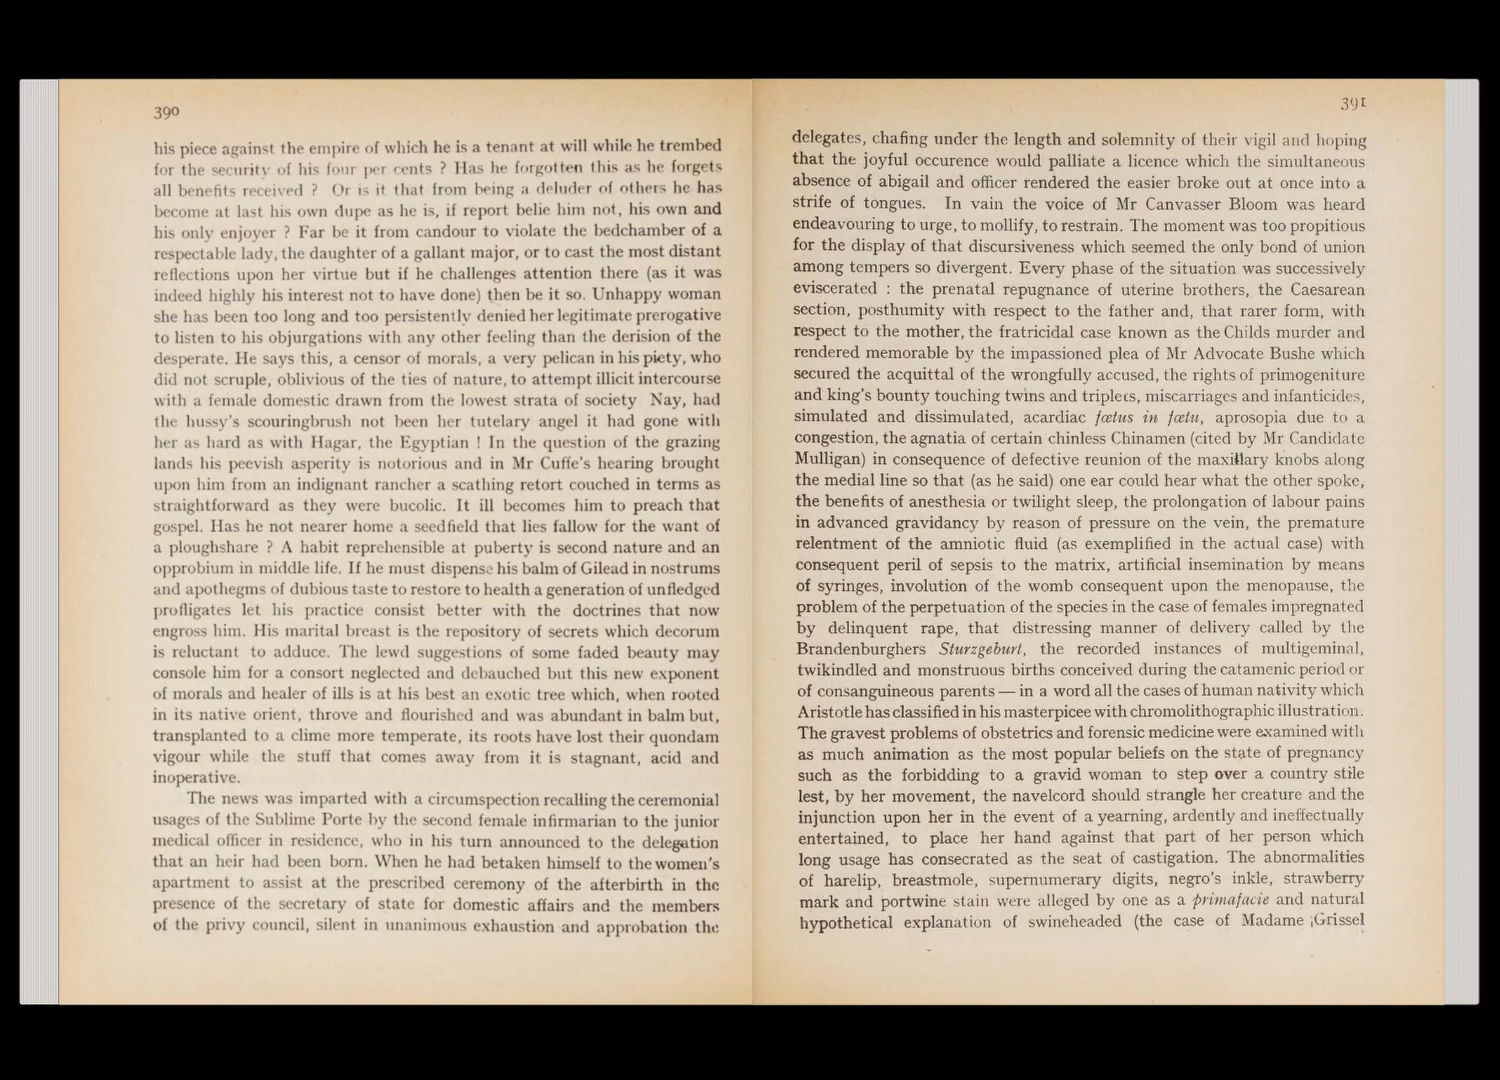 390
his piece against the empire of which he is a tenant at will while he trembed
for the security of his four per cents ? Has he forgotten this as he forgets
all benefits received ? Or is it that from being a deluder of others he has
become at last his own dupe as he is, if report belie him not, his own and
his only enjoyer ? Far be it from candour to violate the bedchamber of a
respectable lady, the daughter of a gallant major, or to cast the most distant
reflections upon her virtue but if he challenges attention there (as it was
indeed highly his interest not to have done) then be it so. Unhappy woman
she has been too long and too persistently denied her legitimate prerogative
to listen to his objurgations with any other feeling than the derision of the
desperate. He says this, a censor of morals, a very pelican in his piety, who
did not scruple, oblivious of the ties of nature, to attempt illicit intercourse
with a female domestic drawn from the lowest strata of society Nay, had
the hussy's scouringbrush not been her tutelary angel it had gone with
her as hard as with Hagar, the Egyptian ! In the question of the grazing
lands his peevish asperity is notorious and in Mr Cuffe's hearing brought
upon him from an indignant rancher a scathing retort couched in terms as
straightforward as they were bucolic. It ill becomes him to preach that
gospel. Has he not nearer home a seedfield that lies fallow for the want of
a ploughshare ? A habit reprehensible at puberty is second nature and an
opprobium in middle life. If he must dispense his balm of Gilead in nostrums
and apothegms of dubious taste to restore to health a generation of unfledged
profligates let his practice consist better with the doctrines that now
engross him. His marital breast is the repository of secrets which decorum
is reluctant to adduce. The lewd suggestions of some faded beauty may
console him for a consort neglected and debauched but this new exponent
of morals and healer of ills is at his best an exotic tree which, when rooted
in its native orient, throve and flourished and was abundant in balm but,
transplanted to a clime more temperate, its roots have lost their quondam
vigour while the stuff that comes away from it is stagnant, acid and
inoperative.
The news was imparted with a circumspection recalling the ceremonial
usages of the Sublime Porte by the second female infirmarian to the junior
medical officer in residence, who in his turn announced to the delegation
that an heir had been born. When he had betaken himself to the women's
apartment to assist at the prescribed ceremony of the afterbirth in the
presence of the secretary of state for domestic affairs and the members
of the privy council, silent in unanimous exhaustion and approbation the
391
delegates, chafing under the length and solemnity of their vigil and hoping
that the joyful occurence would palliate a licence which the simultaneous
absence of abigail and officer rendered the easier broke out at once into a
strife of tongues. In vain the voice of Mr Canvasser Bloom was heard
endeavouring to urge, to mollify, to restrain. The moment was too propitious
for the display of that discursiveness which seemed the only bond of union
among tempers so divergent. Every phase of the situation was successively
eviscerated : the prenatal repugnance of uterine brothers, the Caesarean
section, posthumity with respect to the father and, that rarer form, with
respect to the mother, the fratricidal case known as the Childs murder and
rendered memorable by the impassioned plea of Mr Advocate Bushe which
secured the acquittal of the wrongfully accused, the rights of primogeniture
and king's bounty touching twins and triplets, miscarriages and infanticides,
simulated and dissimulated, acardiac fœtus in fœtu, aprosopia due to a
congestion, the agnatia of certain chinless Chinamen (cited by Mr Candidate
Mulligan) in consequence of defective reunion of the maxillary knobs along
the medial line so that (as he said) one ear could hear what the other spoke,
the benefits of anesthesia or twilight sleep, the prolongation of labour pains
in advanced gravidancy by reason of pressure on the vein, the premature
relentment of the amniotic fluid (as exemplified in the actual case) with
consequent peril of sepsis to the matrix, artificial insemination by means
of syringes, involution of the womb consequent upon the menopause, the
problem of the perpetuation of the species in the case of females impregnated
by delinquent rape, that distressing manner of delivery called by the
Brandenburghers Sturzgeburt, the recorded instances of multigeminal,
twikindled and monstruous births conceived during the catamenic period or
of consanguineous parents — in a word all the cases of human nativity which
Aristotle has classified in his masterpicee with chromolithographic illustration.
The gravest problems of obstetrics and forensic medicine were examined with
as much animation as the most popular beliefs on the state of pregnancy
such as the forbidding to a gravid woman to step over a country stile
lest, by her movement, the navelcord should strangle her creature and the
injunction upon her in the event of a yearning, ardently and ineffectually
entertained, to place her hand against that part of her person which
long usage has consecrated as the seat of castigation. The abnormalities
of harelip, breastmole, supernumerary digits, negro's inkle, strawberry
mark and portwine stain were alleged by one as a primafacie and natural
hypothetical explanation of swineheaded (the case of Madame Grissel